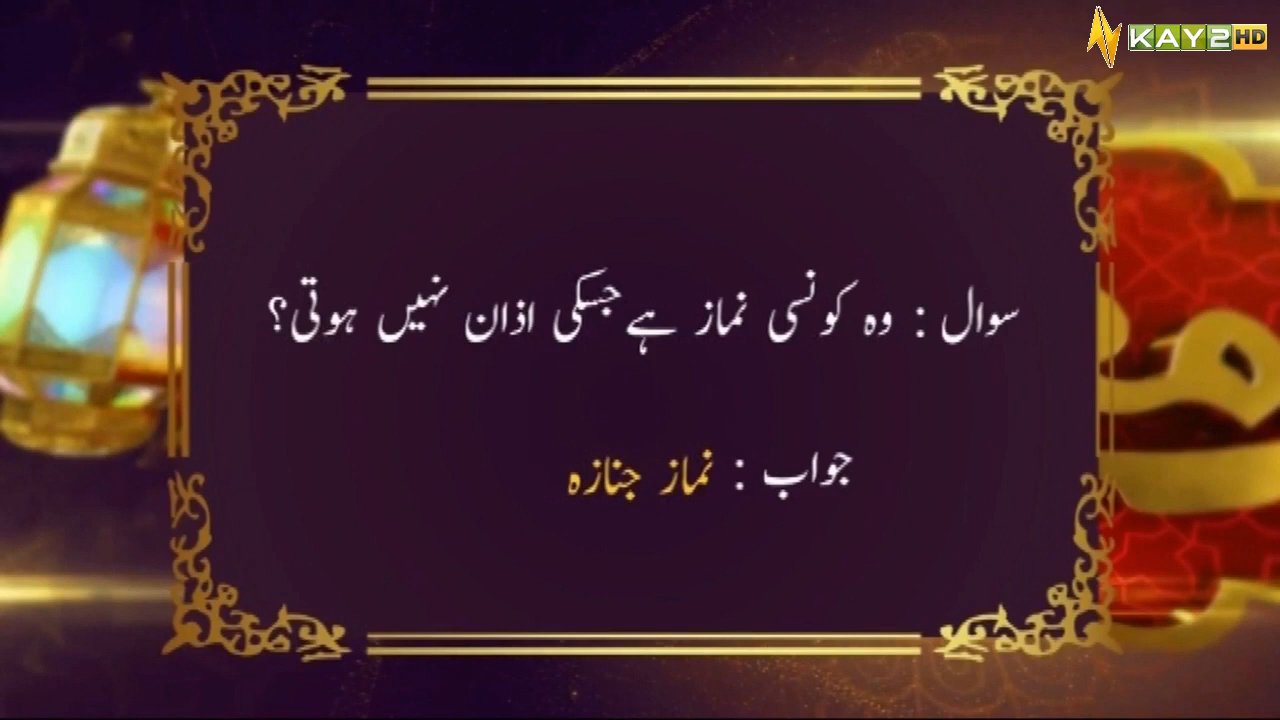 KAY2 HD
سوال : وہ کونسی نماز ہے جسکی اذان نہیں ہوتی؟
جواب : نماز جنازہ